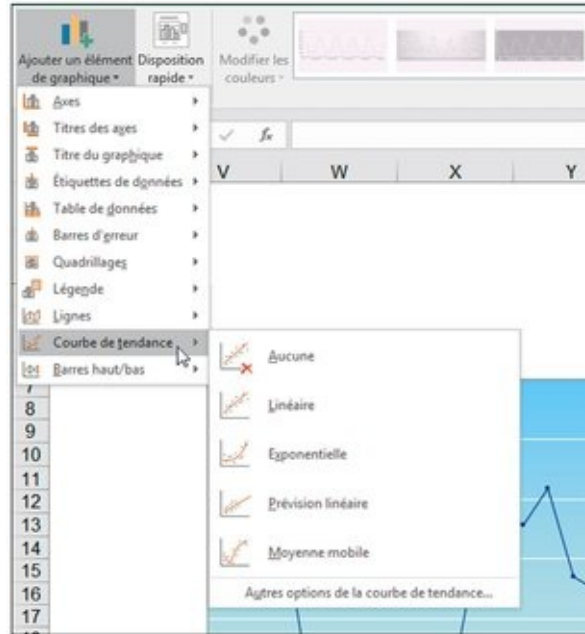 Ajouter un élément
de graphique
Disposition
rapide
Modifier les
couleurs
Axes
Titres des axes
Titre du graphique
Étiquettes de données
Table de données
Barres d'erreur
Quadrillages
Légende
Lignes
Courbe de tendance
Barres haut/bas
fx
V W X Y
Aucune
Linéaire
Exponentielle
Prévision linéaire
Moyenne mobile
Autres options de la courbe de tendance...
7
8
9
10
11
12
13
14
15
16
17